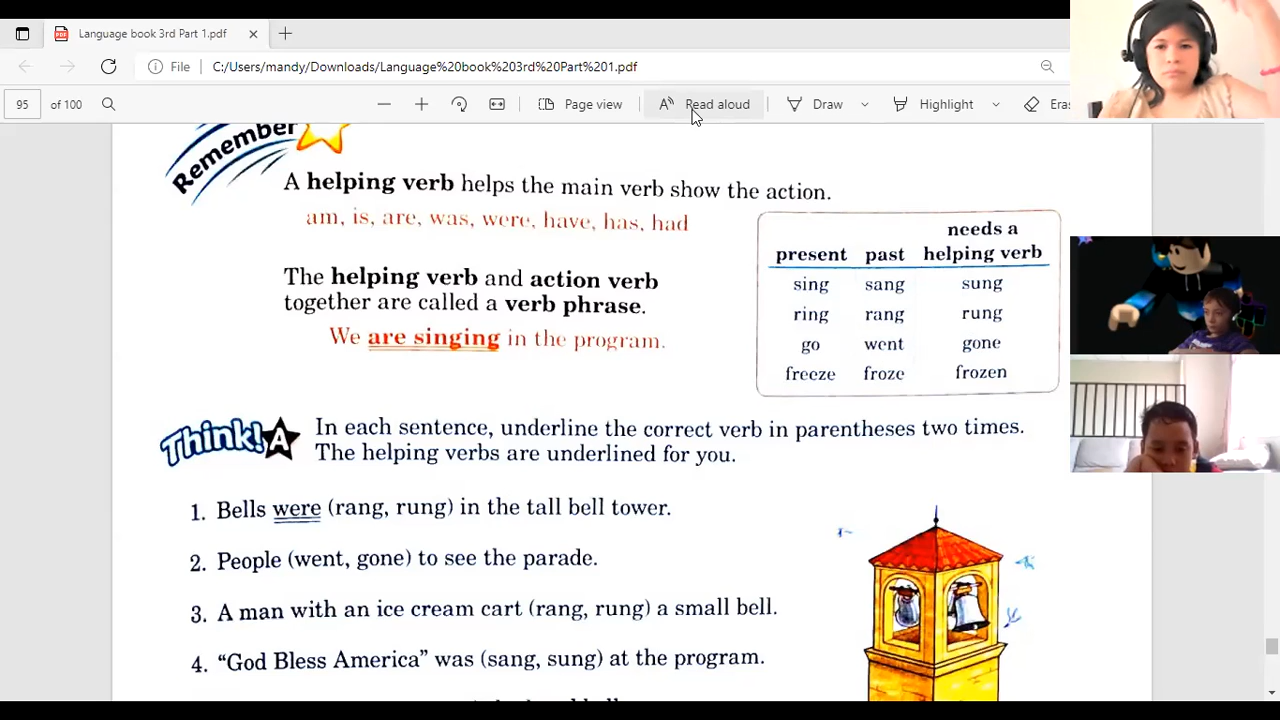 Language book 3rd Part 1.pdf
File C:/Users/mandy/Downloads/Language%20book%203rd%20Part%201.pdf
95 of 100 Page view Read aloud Draw Highlight Eras
Remember
A helping verb helps the main verb show the action.
am, is, are, was, were, have, has, had
The helping verb and action verb
together are called a verb phrase.
We are singing in the program.
needs a
present past helping verb
sing sang sung
ring rang rung
go went gone
freeze froze frozen
Think! A
In each sentence, underline the correct verb in parentheses two times.
The helping verbs are underlined for you.
1. Bells were (rang, rung) in the tall bell tower.
2. People (went, gone) to see the parade.
3. A man with an ice cream cart (rang, rung) a small bell.
4. “God Bless America” was (sang, sung) at the program.